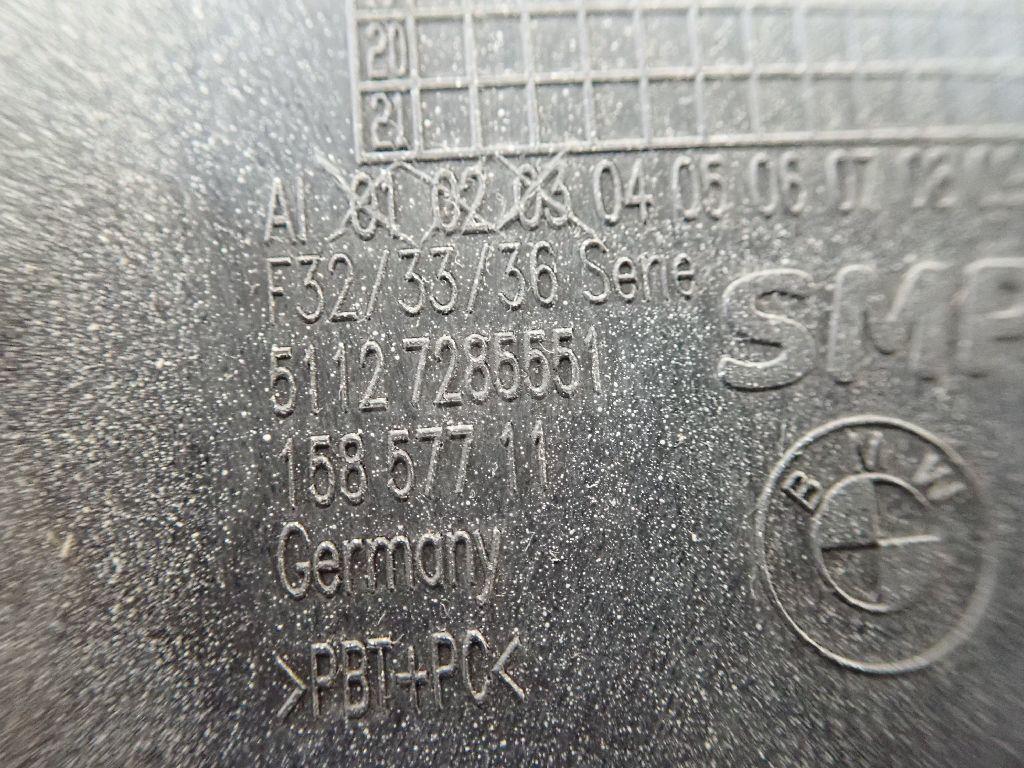 20
21
AI 01 02 03 04 05 06 07
F32/33/36 Serie
5112 7285551
158 577 11
Germany
>PBT+PC<
SMP
BMW